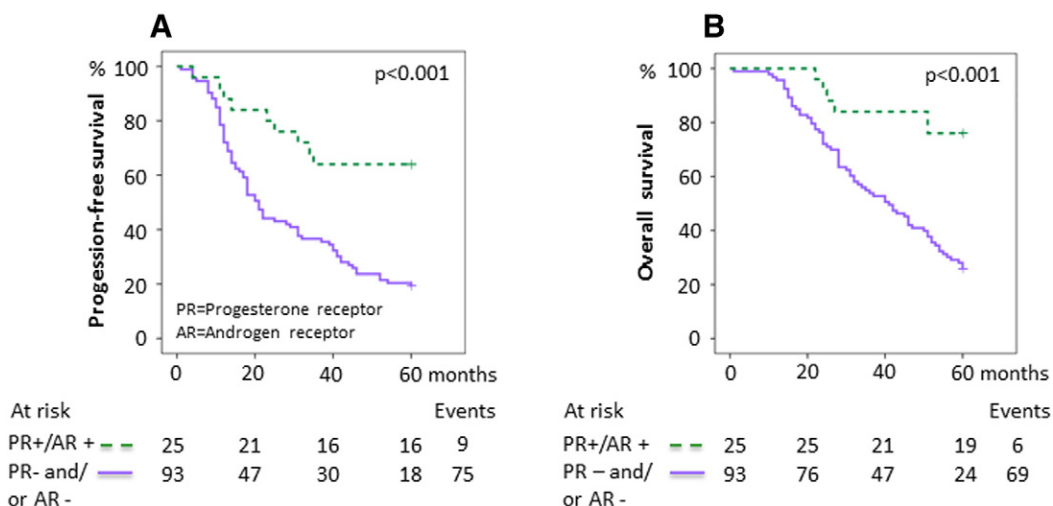 A
Progession-free survival
% 100
80
60
40
20
0
p<0.001
PR=Progesterone receptor
AR=Androgen receptor
0 20 40 60 months
At risk Events
PR+/AR + 25 21 16 16 9
PR- and/ 93 47 30 18 75
or AR -
B
Overall survival
% 100
80
60
40
20
0
p<0.001
0 20 40 60 months
At risk Events
PR+/AR + 25 25 21 19 6
PR – and/ 93 76 47 24 69
or AR -